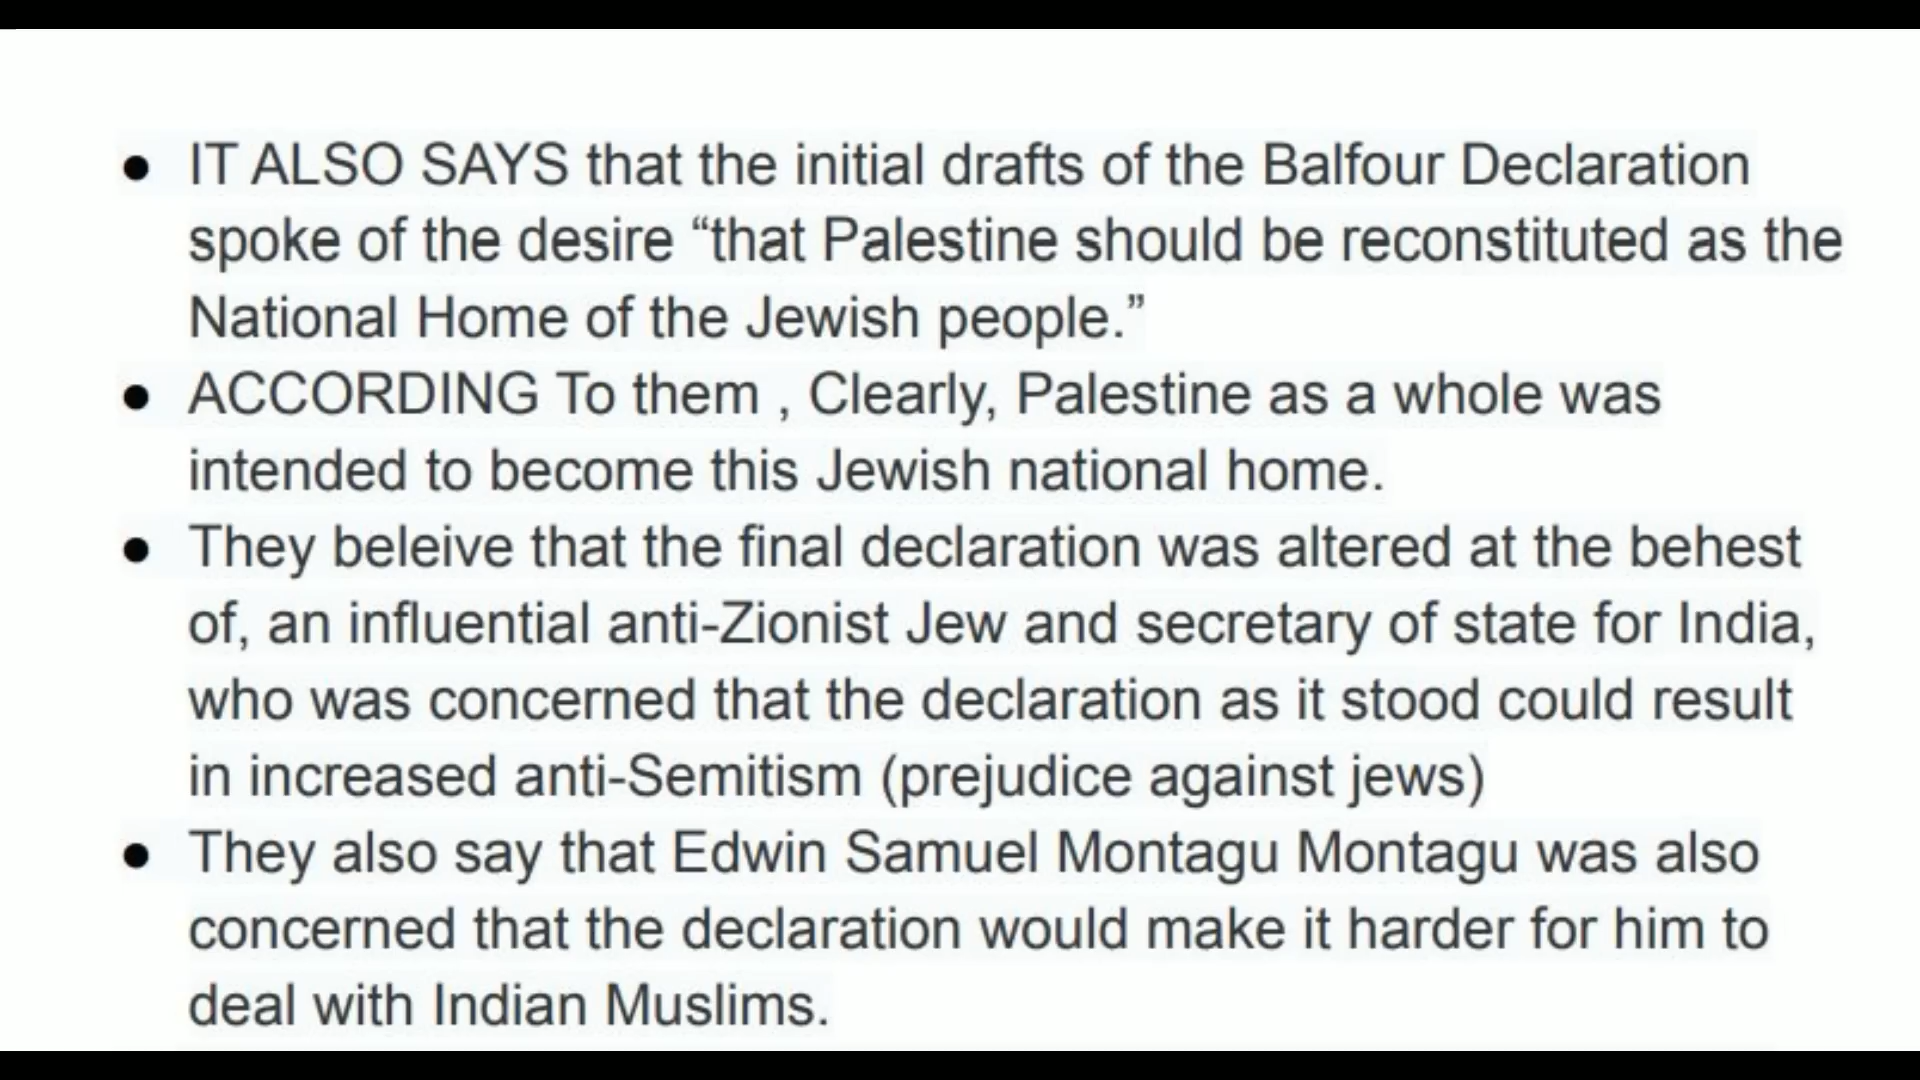 ● IT ALSO SAYS that the initial drafts of the Balfour Declaration
spoke of the desire “that Palestine should be reconstituted as the
National Home of the Jewish people.”
● ACCORDING To them , Clearly, Palestine as a whole was
intended to become this Jewish national home.
● They beleive that the final declaration was altered at the behest
of, an influential anti-Zionist Jew and secretary of state for India,
who was concerned that the declaration as it stood could result
in increased anti-Semitism (prejudice against jews)
● They also say that Edwin Samuel Montagu Montagu was also
concerned that the declaration would make it harder for him to
deal with Indian Muslims.